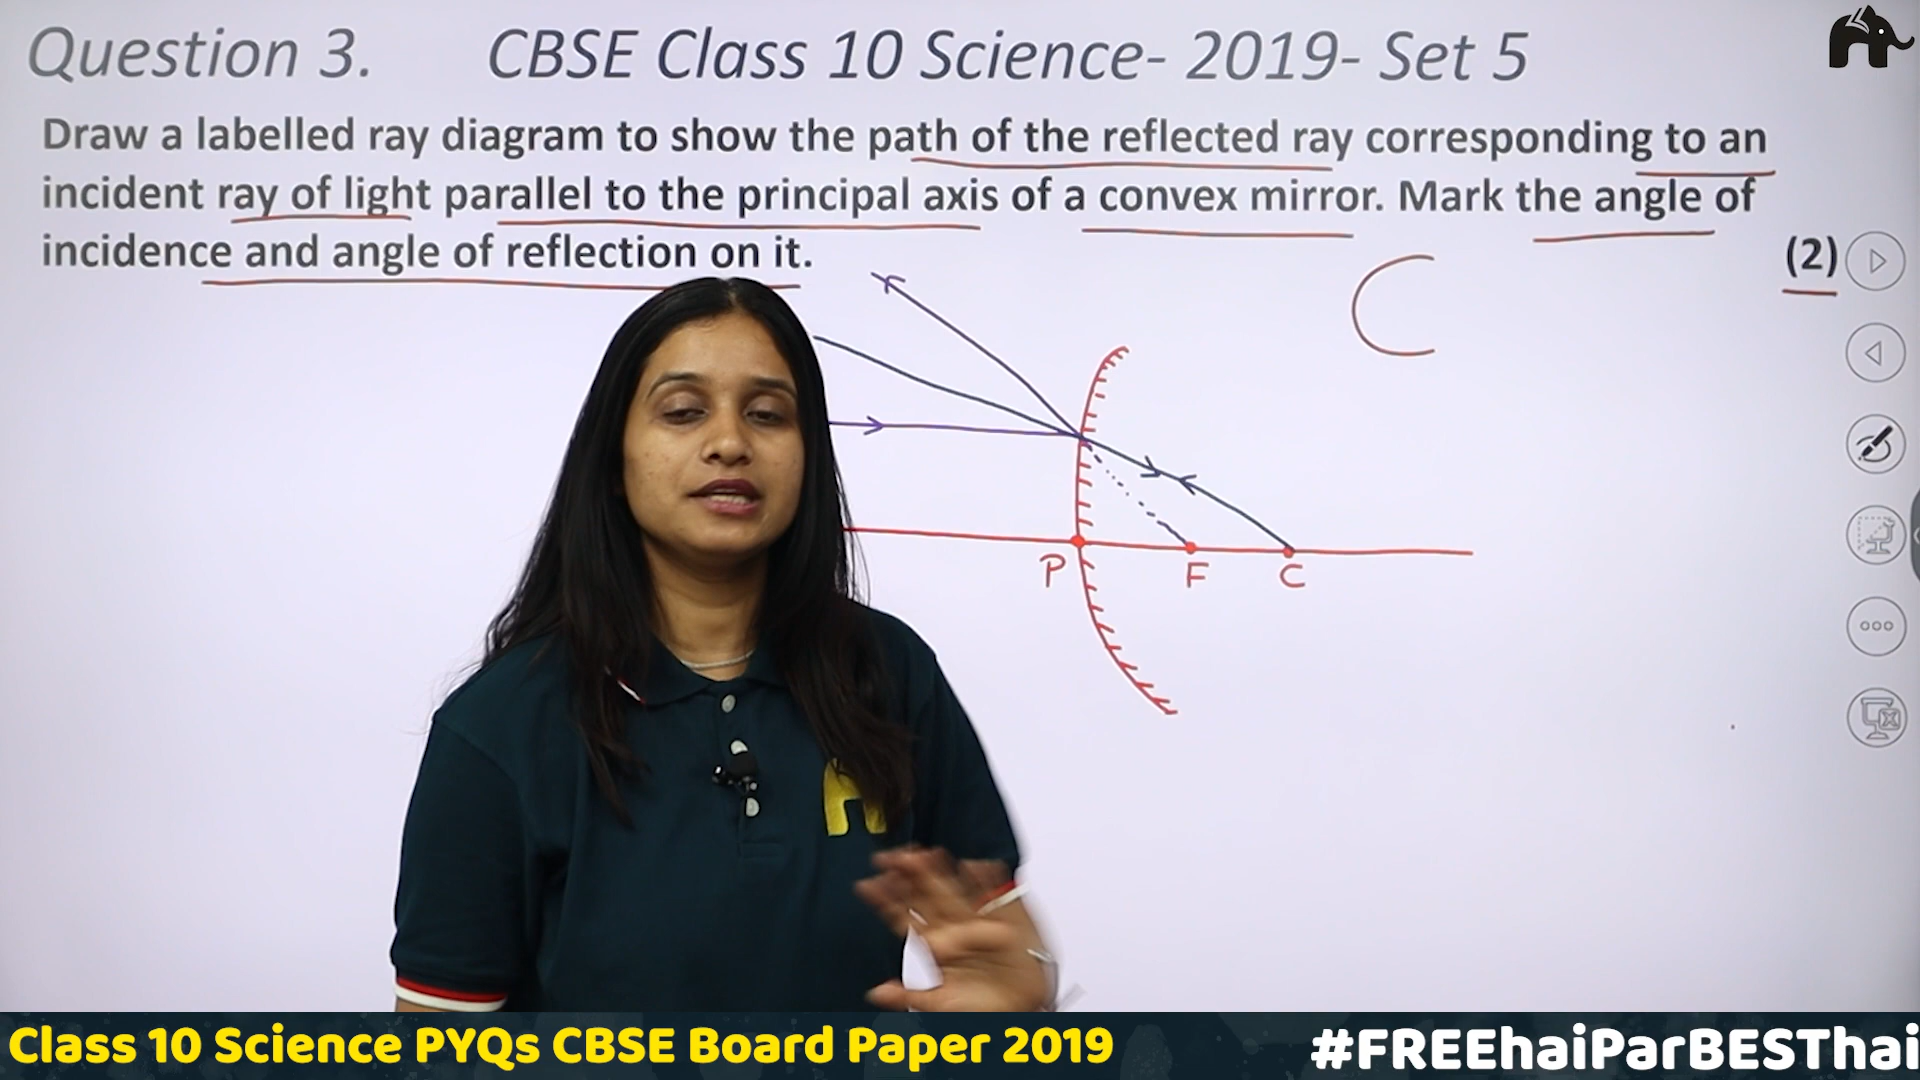 Question 3. CBSE Class 10 Science- 2019- Set 5
Draw a labelled ray diagram to show the path of the reflected ray corresponding to an
incident ray of light parallel to the principal axis of a convex mirror. Mark the angle of
incidence and angle of reflection on it.
(2)
P F C
Class 10 Science PYQs CBSE Board Paper 2019 #FREEhaiParBESThai